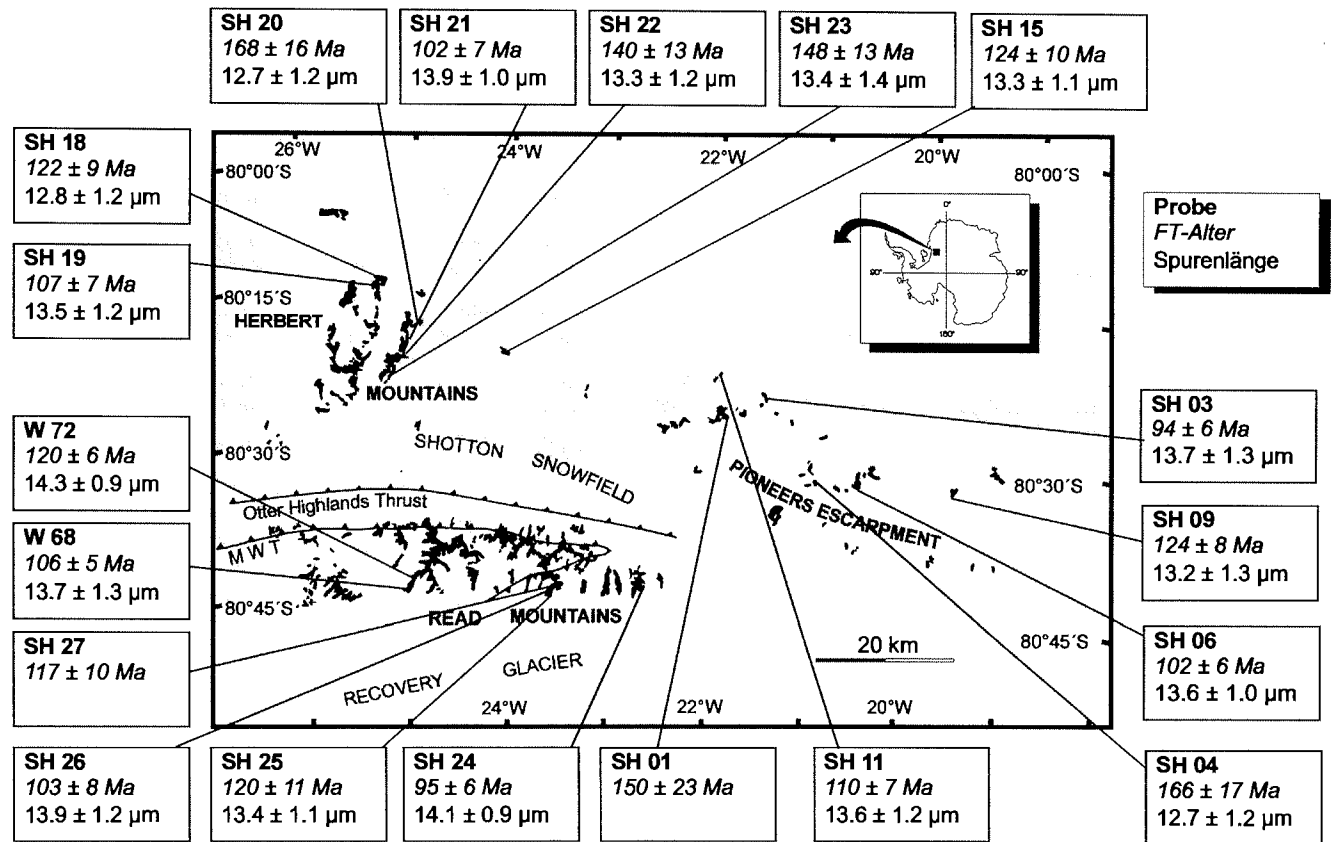 SH 20
168 ± 16 Ma
12.7 ± 1.2 µm
SH 21
102 ± 7 Ma
13.9 ± 1.0 µm
SH 22
140 ± 13 Ma
13.3 ± 1.2 µm
SH 23
148 ± 13 Ma
13.4 ± 1.4 µm
SH 15
124 ± 10 Ma
13.3 ± 1.1 µm
SH 18
122 ± 9 Ma
12.8 ± 1.2 µm
SH 19
107 ± 7 Ma
13.5 ± 1.2 µm
W 72
120 ± 6 Ma
14.3 ± 0.9 µm
W 68
106 ± 5 Ma
13.7 ± 1.3 µm
SH 27
117 ± 10 Ma
26°W
24°W
22°W
20°W
80°00´S
80°00´S
80°15´S
HERBERT
MOUNTAINS
80°30´S
SHOTTON
SNOWFIELD
Otter Highlands Thrust
M W T
PIONEERS ESCARPMENT
80°30´S
80°45´S
READ MOUNTAINS
80°45´S
20 km
RECOVERY
GLACIER
24°W
22°W
20°W
0°
90°
90°
180°
Probe
FT-Alter
Spurenlänge
SH 03
94 ± 6 Ma
13.7 ± 1.3 µm
SH 09
124 ± 8 Ma
13.2 ± 1.3 µm
SH 06
102 ± 6 Ma
13.6 ± 1.0 µm
SH 26
103 ± 8 Ma
13.9 ± 1.2 µm
SH 25
120 ± 11 Ma
13.4 ± 1.1 µm
SH 24
95 ± 6 Ma
14.1 ± 0.9 µm
SH 01
150 ± 23 Ma
SH 11
110 ± 7 Ma
13.6 ± 1.2 µm
SH 04
166 ± 17 Ma
12.7 ± 1.2 µm